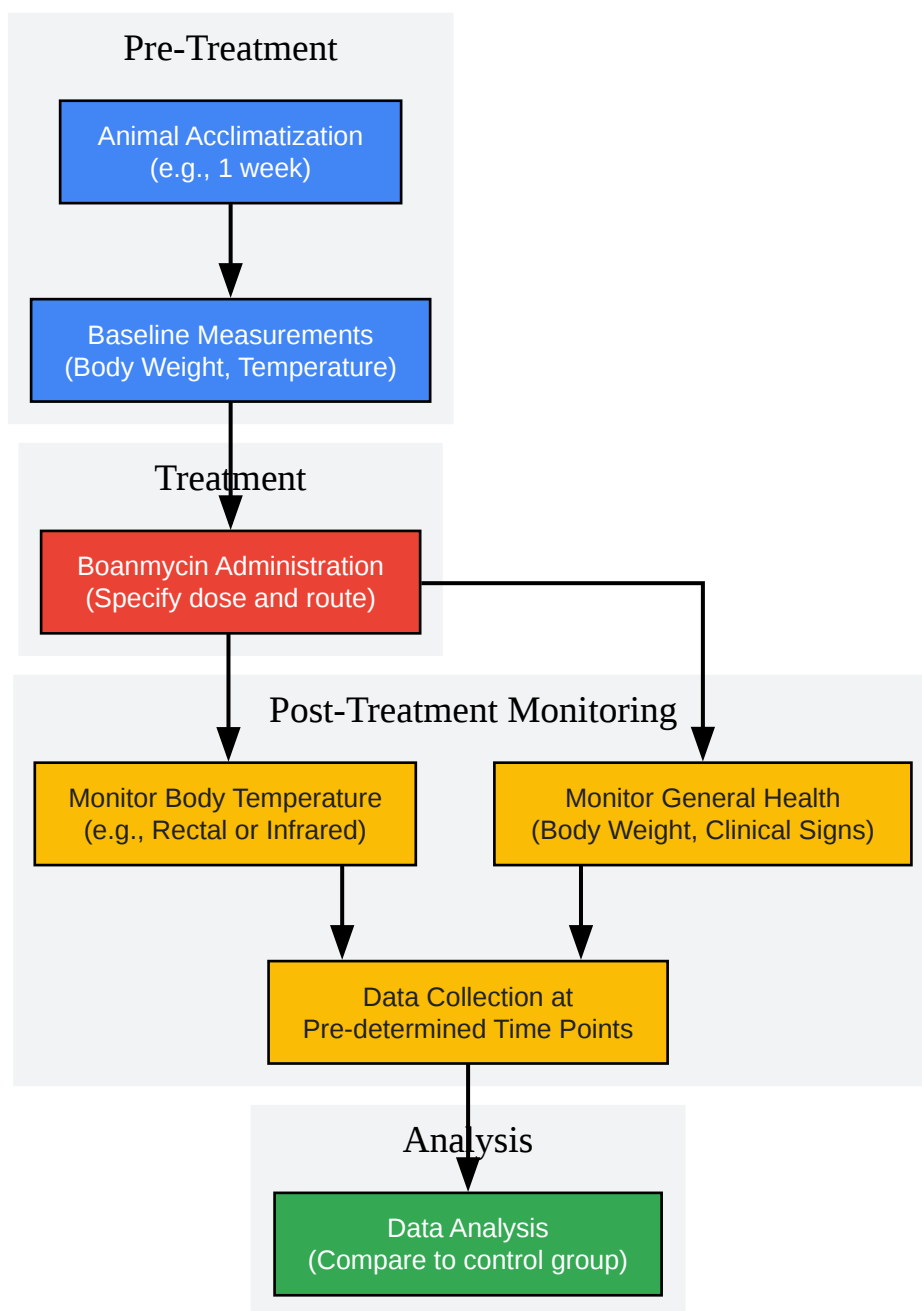 Pre-Treatment
Animal Acclimatization
(e.g., 1 week)
Baseline Measurements
(Body Weight, Temperature)
Treatment
Boanmycin Administration
(Specify dose and route)
Post-Treatment Monitoring
Monitor Body Temperature
(e.g., Rectal or Infrared)
Monitor General Health
(Body Weight, Clinical Signs)
Data Collection at
Pre-determined Time Points
Analysis
Data Analysis
(Compare to control group)